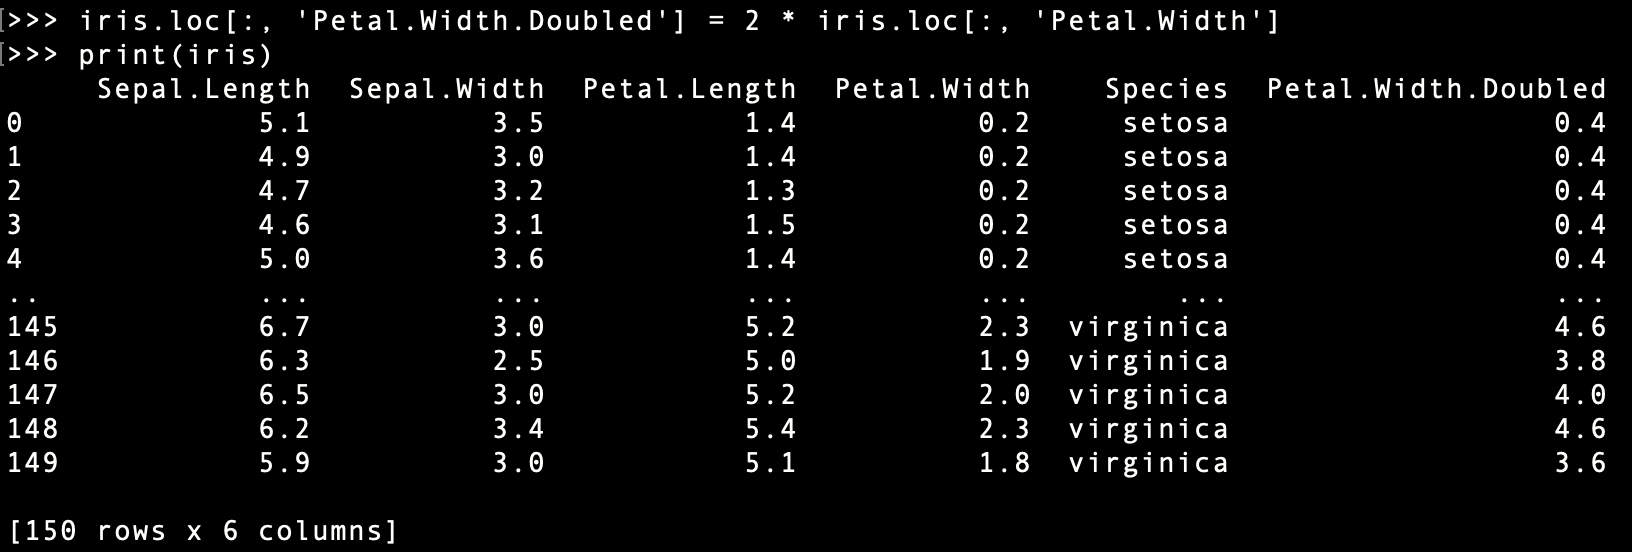 >>> iris.loc[:, 'Petal.Width.Doubled'] = 2 * iris.loc[:, 'Petal.Width']
>>> print(iris)
     Sepal.Length  Sepal.Width  Petal.Length  Petal.Width    Species  Petal.Width.Doubled
0             5.1          3.5           1.4          0.2     setosa                  0.4
1             4.9          3.0           1.4          0.2     setosa                  0.4
2             4.7          3.2           1.3          0.2     setosa                  0.4
3             4.6          3.1           1.5          0.2     setosa                  0.4
4             5.0          3.6           1.4          0.2     setosa                  0.4
..            ...          ...           ...          ...        ...                  ...
145           6.7          3.0           5.2          2.3  virginica                  4.6
146           6.3          2.5           5.0          1.9  virginica                  3.8
147           6.5          3.0           5.2          2.0  virginica                  4.0
148           6.2          3.4           5.4          2.3  virginica                  4.6
149           5.9          3.0           5.1          1.8  virginica                  3.6

[150 rows x 6 columns]